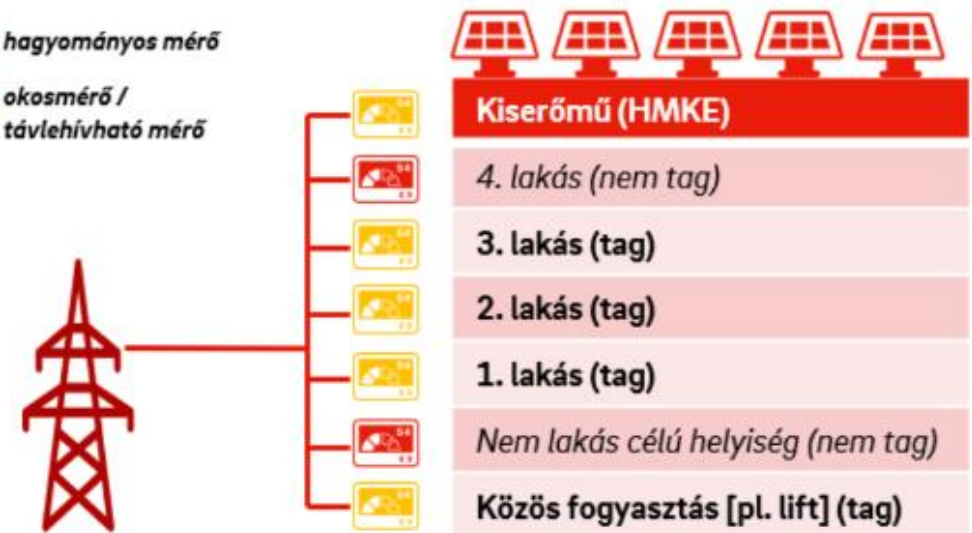 hagyományos mérő
okosmérő /
távlehívható mérő
Kiserőmű (HMKE)
4. lakás (nem tag)
3. lakás (tag)
2. lakás (tag)
1. lakás (tag)
Nem lakás célú helyiség (nem tag)
Közös fogyasztás [pl. lift] (tag)